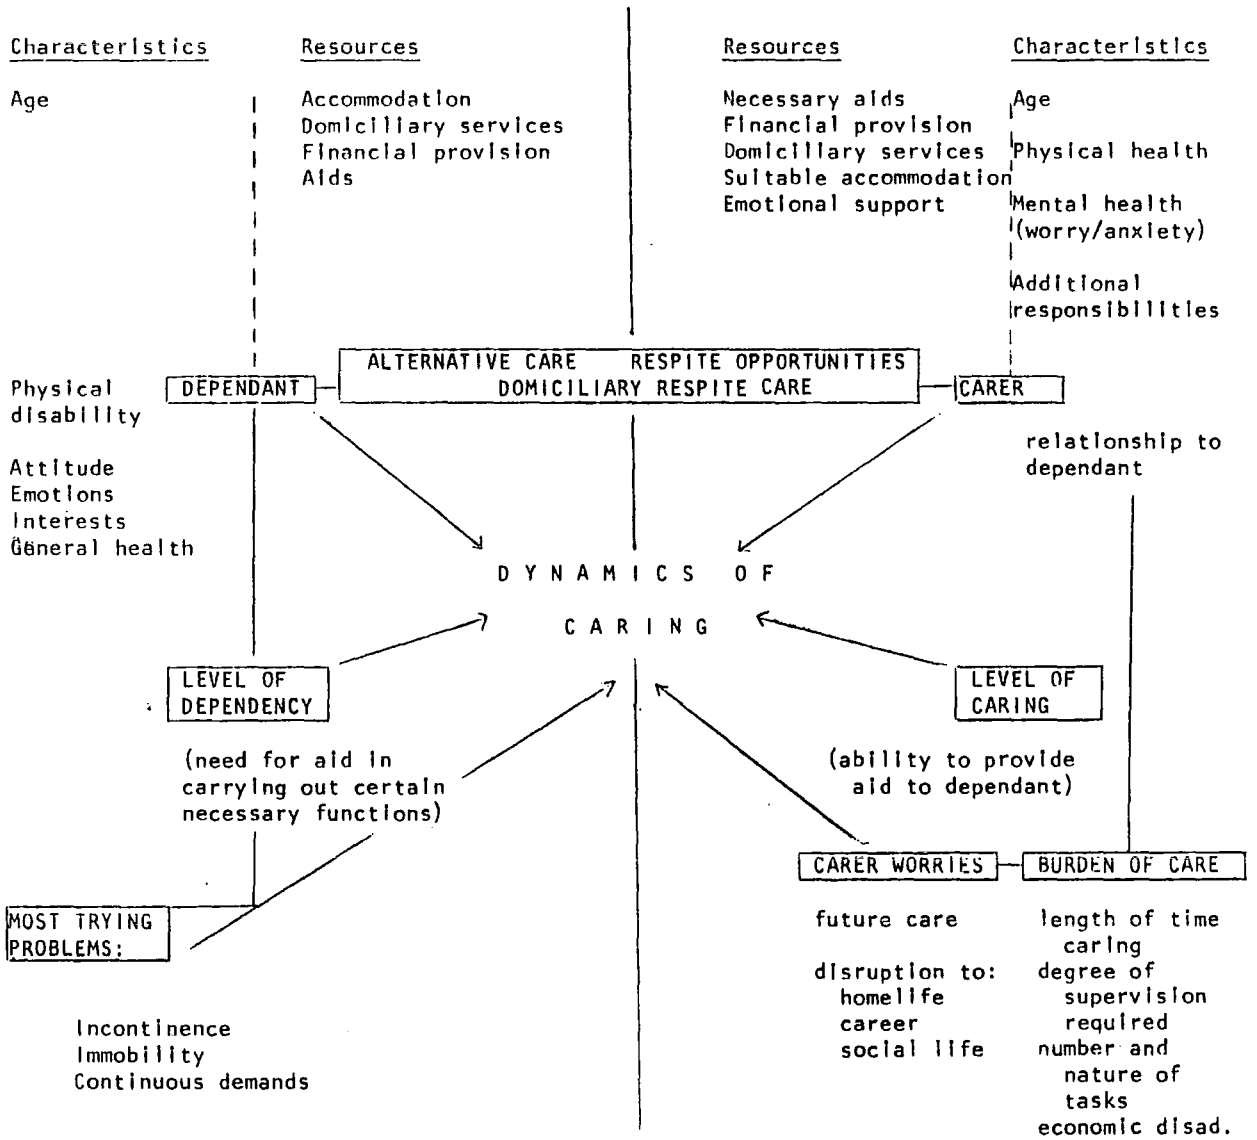 Characteristics
Resources
Resources
Characteristics
Age
Accommodation
Domiciliary services
Financial provision
Aids
Necessary aids
Financial provision
Domiciliary services
Suitable accommodation
Emotional support
Age
Physical health
Mental health
(worry/anxiety)
Additional
responsibilities
ALTERNATIVE CARE RESPITE OPPORTUNITIES
DOMICILIARY RESPITE CARE
Physical
disability
DEPENDANT
CARER
Attitude
Emotions
Interests
General health
relationship to
dependant
DYNAMICS OF
CARING
LEVEL OF
DEPENDENCY
(need for aid in
carrying out certain
necessary functions)
LEVEL OF
CARING
(ability to provide
aid to dependant)
MOST TRYING
PROBLEMS:
Incontinence
Immobility
Continuous demands
CARER WORRIES
future care
disruption to:
homelife
career
social life
BURDEN OF CARE
length of time
caring
degree of
supervision
required
number and
nature of
tasks
economic disad.